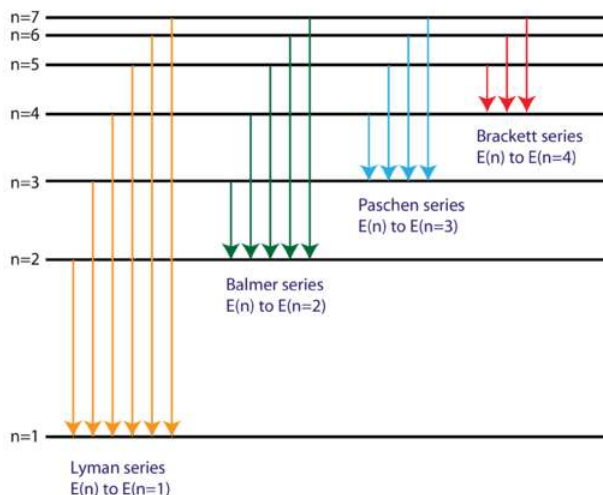 n=7
n=6
n=5
n=4
Brackett series
E(n) to E(n=4)
n=3
Paschen series
E(n) to E(n=3)
n=2
Balmer series
E(n) to E(n=2)
n=1
Lyman series
E(n) to E(n=1)